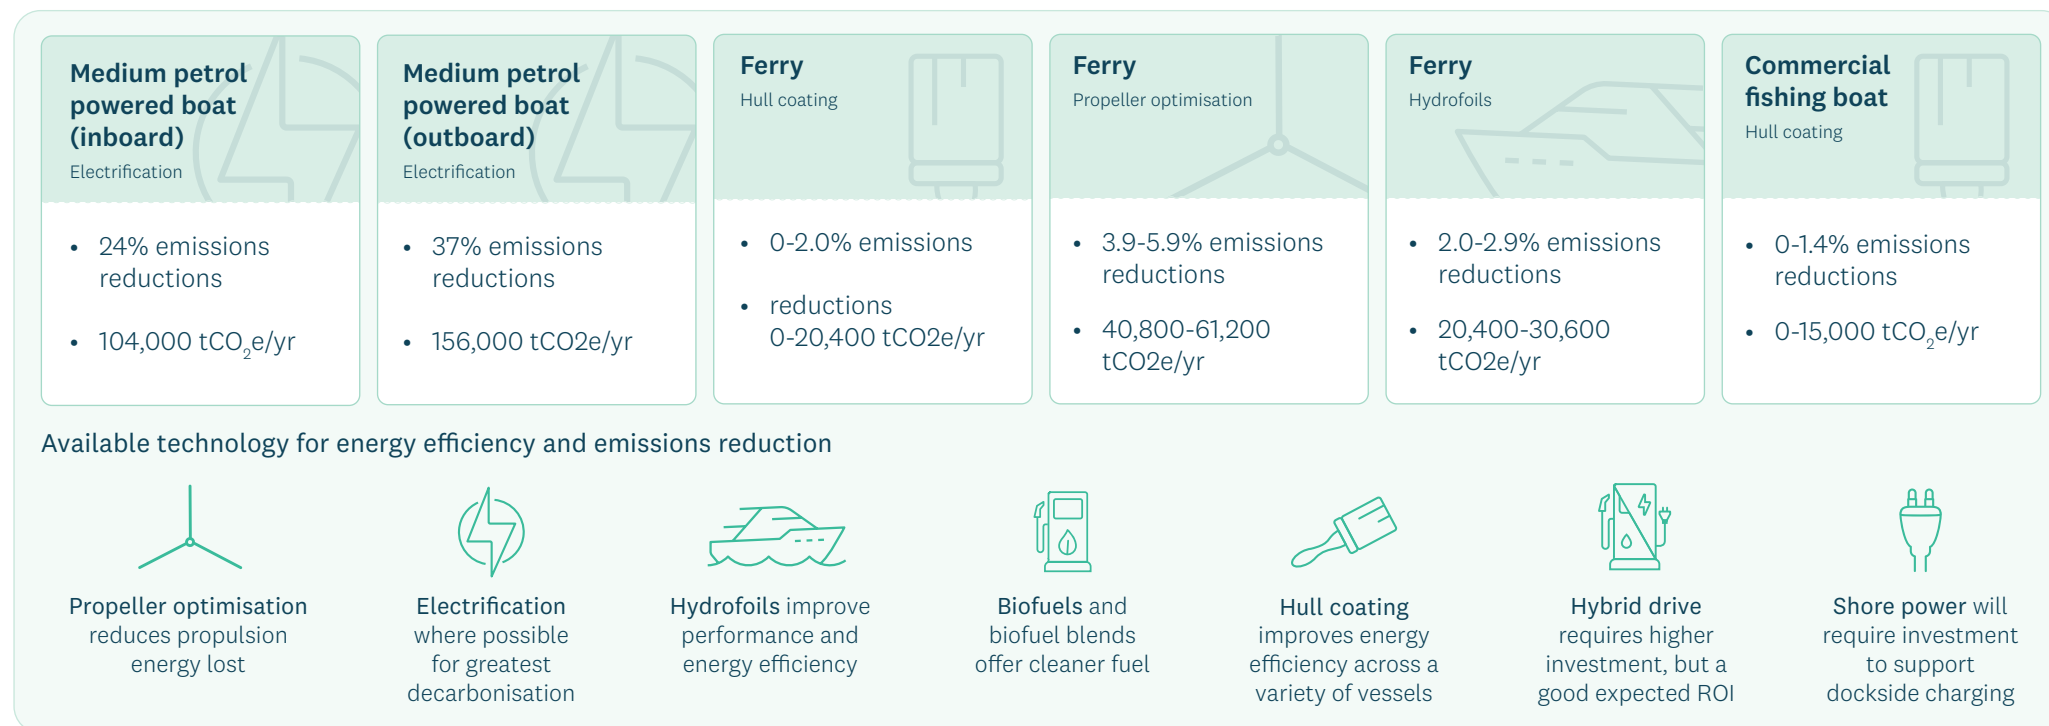 Medium petrol
powered boat
(inboard)
Electrification
• 24% emissions
reductions
• 104,000 tCO₂e/yr
Medium petrol
powered boat
(outboard)
Electrification
• 37% emissions
reductions
• 156,000 tCO2e/yr
Ferry
Hull coating
• 0-2.0% emissions
• reductions
0-20,400 tCO2e/yr
Ferry
Propeller optimisation
• 3.9-5.9% emissions
reductions
• 40,800-61,200
tCO2e/yr
Ferry
Hydrofoils
• 2.0-2.9% emissions
reductions
• 20,400-30,600
tCO2e/yr
Commercial
fishing boat
Hull coating
• 0-1.4% emissions
reductions
• 0-15,000 tCO₂e/yr
Available technology for energy efficiency and emissions reduction
Propeller optimisation
reduces propulsion
energy lost
Electrification
where possible
for greatest
decarbonisation
Hydrofoils improve
performance and
energy efficiency
Biofuels and
biofuel blends
offer cleaner fuel
Hull coating
improves energy
efficiency across a
variety of vessels
Hybrid drive
requires higher
investment, but a
good expected ROI
Shore power will
require investment
to support
dockside charging